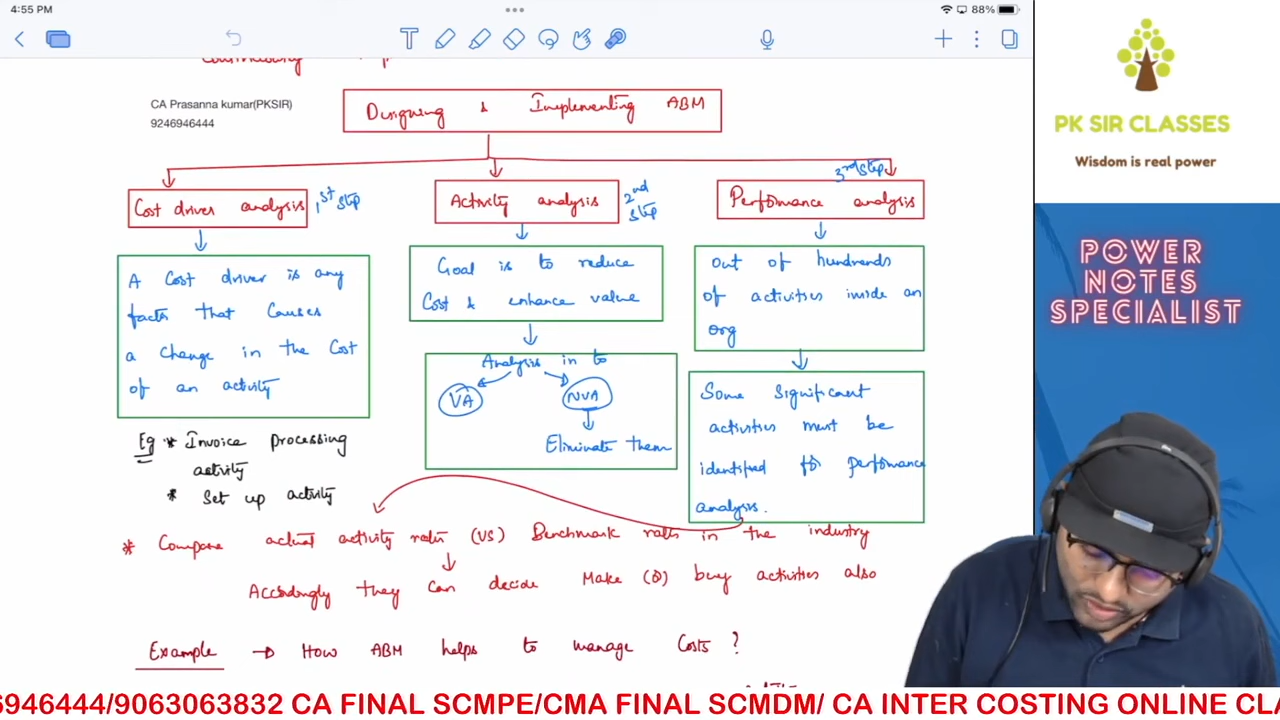 4:55 PM
88%
CA Prasanna kumar(PKSIR)
9246946444
Designing & Implementing ABM
Cost driver analysis
1st step
Activity analysis
2nd step
3rd step
Performance analysis
A Cost driver is any
factor that Causes
a change in the Cost
of an activity
Eg * Invoice Processing
activity
* Set up activity
Goal is to reduce
Cost & enhance value
Analysis in to
VA
NVA
Eliminate them
Out of hundrends
of activities inside an
org
Some Significant
activities must be
identified for perfomance
analysis.
* Compare actual activity rates (VS) Benchmark rates in the industry
Accordingly they can decide Make (or) buy activities also
Example → How ABM helps to manage Costs ?
PK SIR CLASSES
Wisdom is real power
POWER
NOTES
SPECIALIST
6946444/9063063832 CA FINAL SCMPE/CMA FINAL SCMDM/ CA INTER COSTING ONLINE CLA